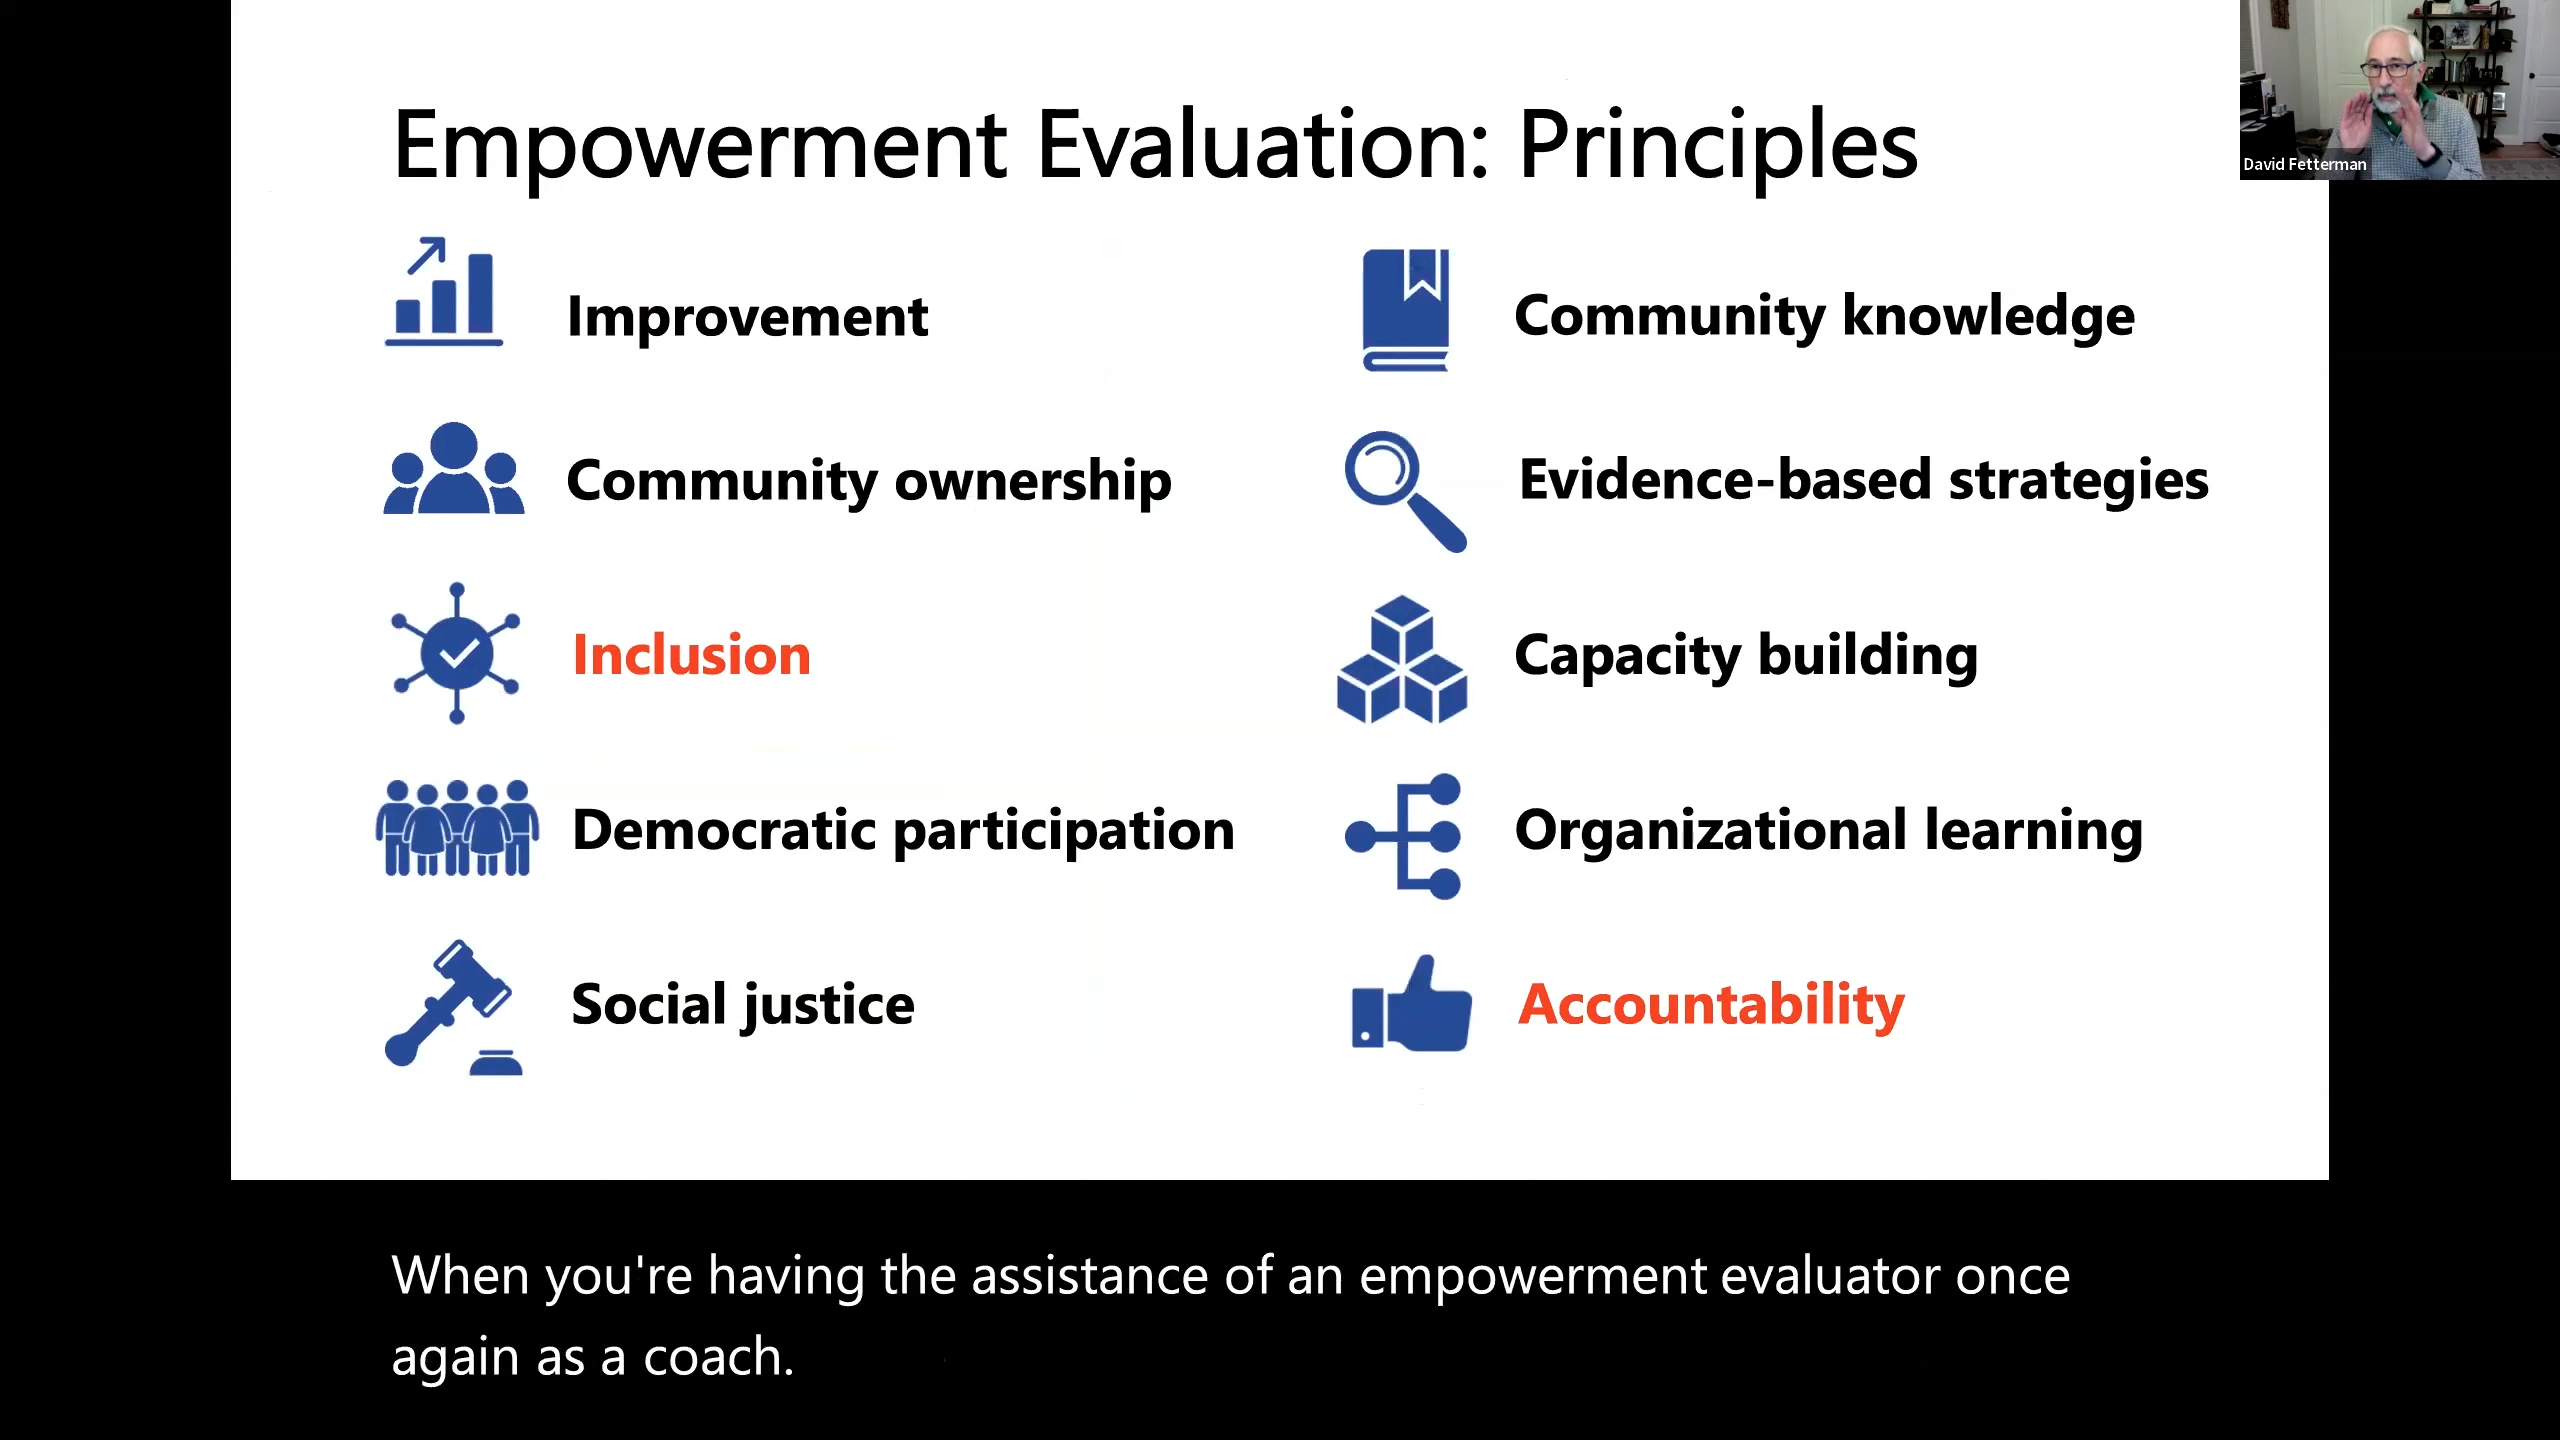 Empowerment Evaluation: Principles
David Fetterman
Improvement
Community ownership
Inclusion
Democratic participation
Social justice
Community knowledge
Evidence-based strategies
Capacity building
Organizational learning
Accountability
When you're having the assistance of an empowerment evaluator once
again as a coach.